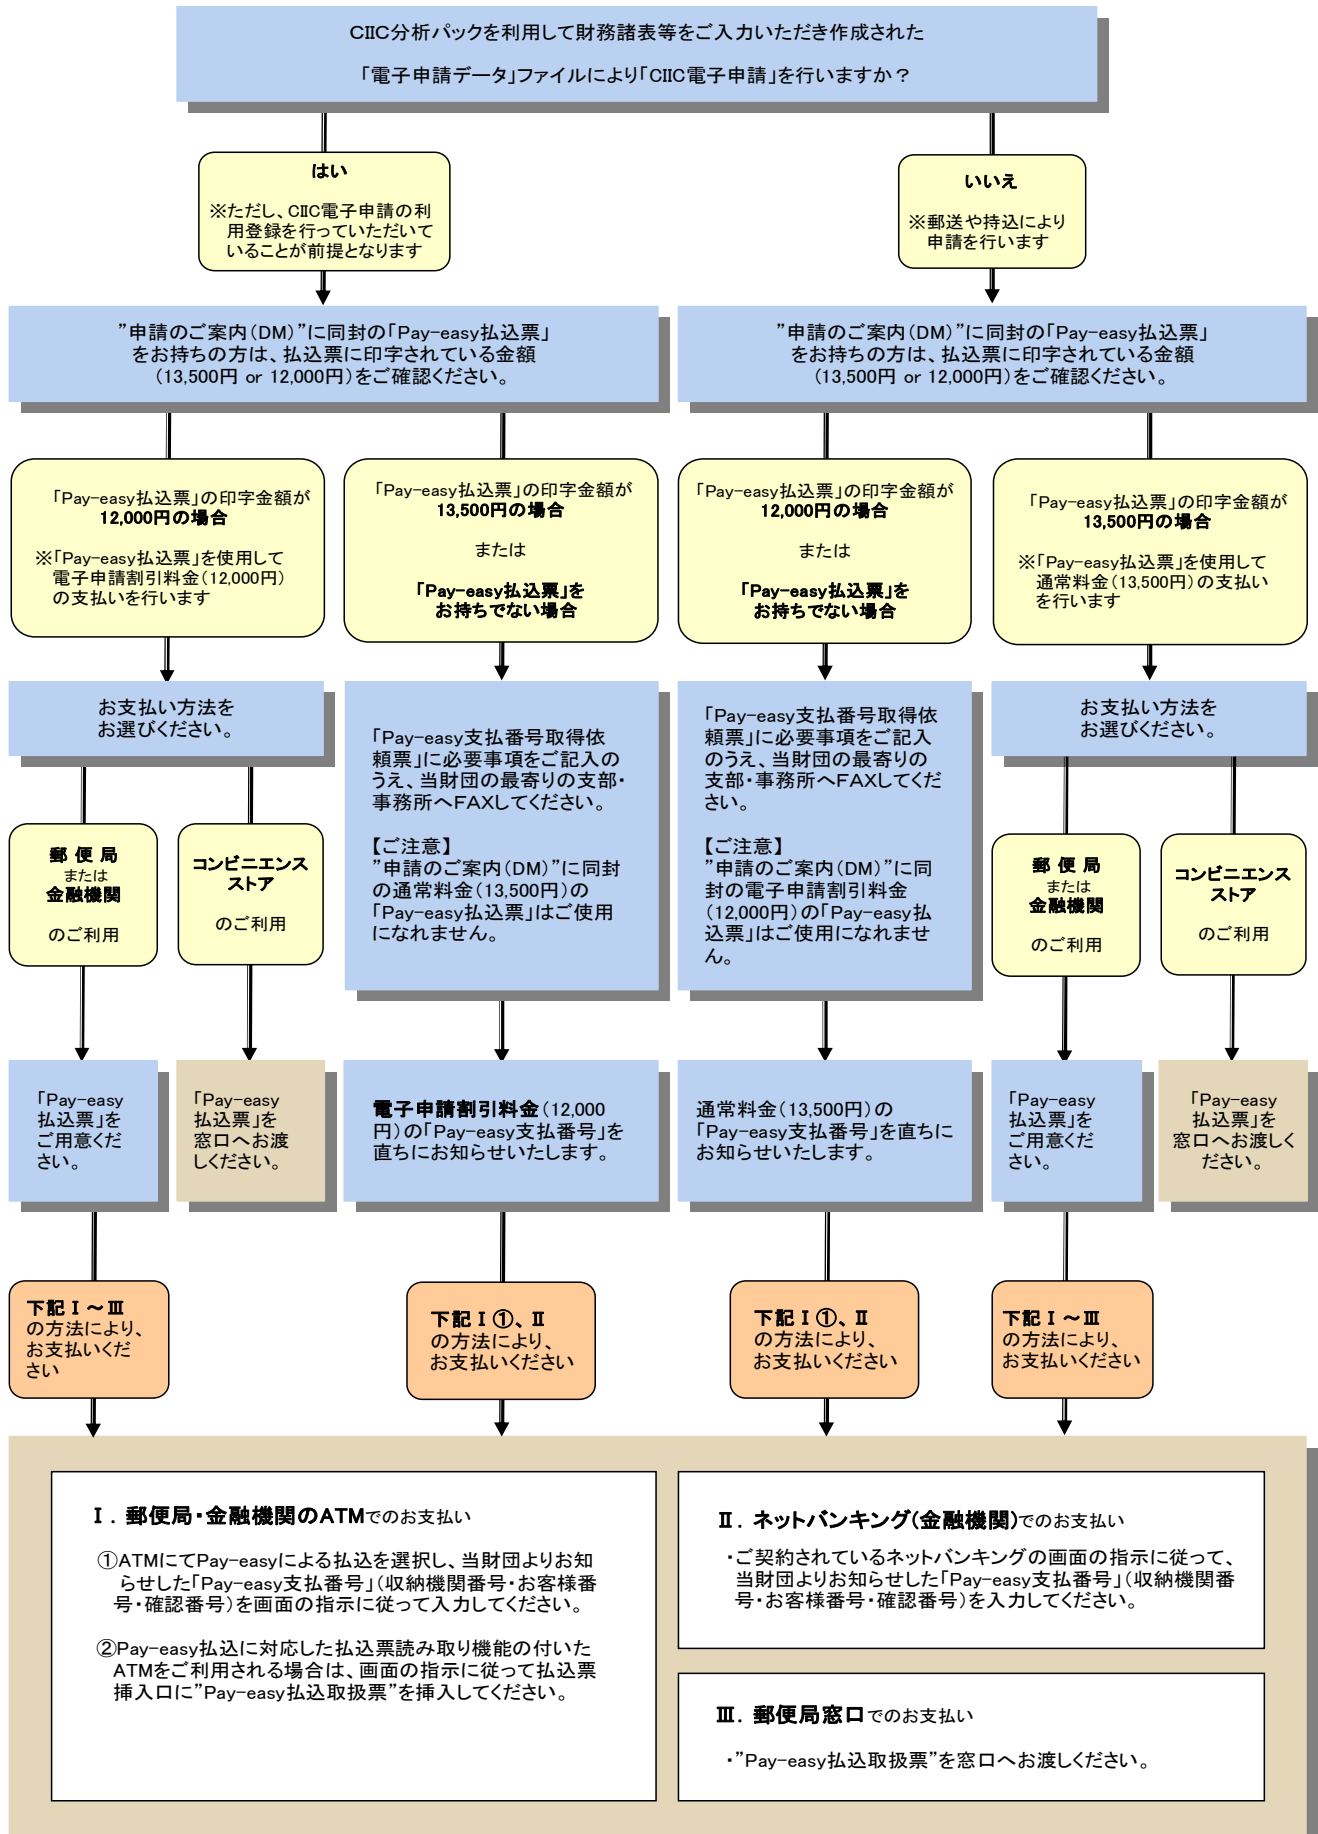 CIIC分析パックを利用して財務諸表等をご入力いただき作成された
「電子申請データ」ファイルにより「CIIC電子申請」を行いますか？
はい
※ただし、CIIC電子申請の利
用登録を行っていただいて
いることが前提となります
いいえ
※郵送や持込により
申請を行います
”申請のご案内（DM）”に同封の「Pay-easy払込票」
をお持ちの方は、払込票に印字されている金額
（13,500円 or 12,000円）をご確認ください。
”申請のご案内（DM）”に同封の「Pay-easy払込票」
をお持ちの方は、払込票に印字されている金額
（13,500円 or 12,000円）をご確認ください。
「Pay-easy払込票」の印字金額が
12,000円の場合
※「Pay-easy払込票」を使用して
電子申請割引料金（12,000円）
の支払いを行います
「Pay-easy払込票」の印字金額が
13,500円の場合
または
「Pay-easy払込票」を
お持ちでない場合
「Pay-easy払込票」の印字金額が
12,000円の場合
または
「Pay-easy払込票」を
お持ちでない場合
「Pay-easy払込票」の印字金額が
13,500円の場合
※「Pay-easy払込票」を使用して
通常料金（13,500円）の支払い
を行います
お支払い方法を
お選びください。
「Pay-easy支払番号取得依
頼票」に必要事項をご記入の
うえ、当財団の最寄りの支部・
事務所へFAXしてください。
【ご注意】
”申請のご案内（DM）”に同封
の通常料金（13,500円）の
「Pay-easy払込票」はご使用
になれません。
「Pay-easy支払番号取得依
頼票」に必要事項をご記入
のうえ、当財団の最寄りの
支部・事務所へFAXしてくだ
さい。
【ご注意】
”申請のご案内（DM）”に同
封の電子申請割引料金
（12,000円）の「Pay-easy払
込票」はご使用になれませ
ん。
お支払い方法を
お選びください。
郵 便 局
または
金融機関
のご利用
コンビニエンス
ストア
のご利用
郵 便 局
または
金融機関
のご利用
コンビニエンス
ストア
のご利用
「Pay-easy
払込票」を
ご用意くだ
さい。
「Pay-easy
払込票」を
窓口へお渡
しください。
電子申請割引料金（12,000
円）の「Pay-easy支払番号」を
直ちにお知らせいたします。
通常料金（13,500円）の
「Pay-easy支払番号」を直ちに
お知らせいたします。
「Pay-easy
払込票」を
ご用意くだ
さい。
「Pay-easy
払込票」を
窓口へお渡しく
ださい。
下記Ⅰ～Ⅲ
の方法により、
お支払いくだ
さい
下記Ⅰ①、Ⅱ
の方法により、
お支払いください
下記Ⅰ①、Ⅱ
の方法により、
お支払いください
下記Ⅰ～Ⅲ
の方法により、
お支払いください
Ⅰ．郵便局・金融機関のATMでのお支払い
①ATMにてPay-easyによる払込を選択し、当財団よりお知
らせした「Pay-easy支払番号」（収納機関番号・お客様番
号・確認番号）を画面の指示に従って入力してください。
②Pay-easy払込に対応した払込票読み取り機能の付いた
ATMをご利用される場合は、画面の指示に従って払込票
挿入口に”Pay-easy払込取扱票”を挿入してください。
Ⅱ．ネットバンキング(金融機関)でのお支払い
・ご契約されているネットバンキングの画面の指示に従って、
当財団よりお知らせした「Pay-easy支払番号」（収納機関番
号・お客様番号・確認番号）を入力してください。
Ⅲ．郵便局窓口でのお支払い
・”Pay-easy払込取扱票”を窓口へお渡しください。